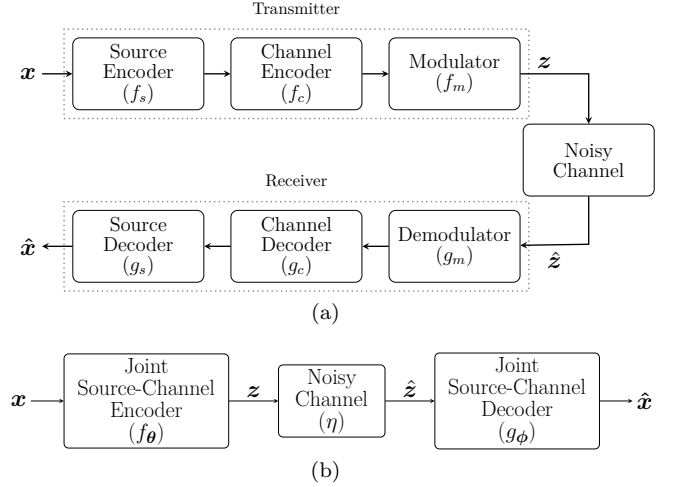 Transmitter
x
Source
Encoder
(f_s)
Channel
Encoder
(f_c)
Modulator
(f_m)
z
Noisy
Channel
Receiver
x̂
Source
Decoder
(g_s)
Channel
Decoder
(g_c)
Demodulator
(g_m)
ẑ
(a)
x
Joint
Source-Channel
Encoder
(f_θ)
z
Noisy
Channel
(η)
ẑ
Joint
Source-Channel
Decoder
(g_ϕ)
x̂
(b)